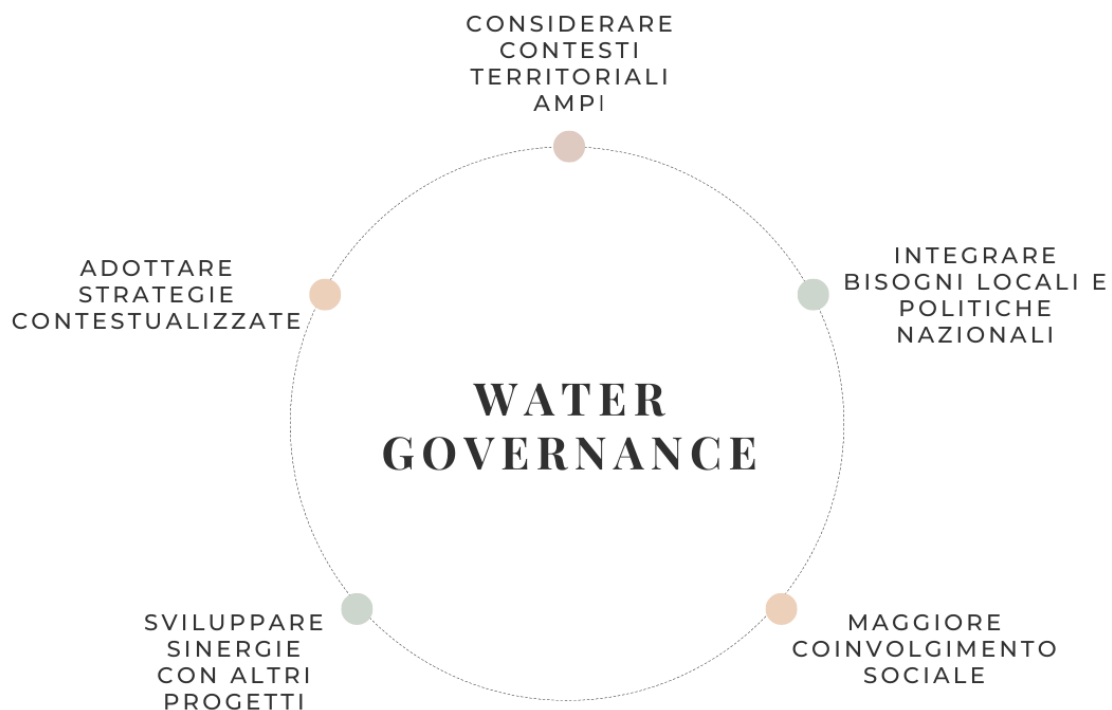 CONSIDERARE
CONTESTI
TERRITORIALI
AMPI
INTEGRARE
BISOGNI LOCALI E
POLITICHE
NAZIONALI
ADOTTARE
STRATEGIE
CONTESTUALIZZATE
WATER
GOVERNANCE
MAGGIORE
COINVOLGIMENTO
SOCIALE
SVILUPPARE
SINERGIE
CON ALTRI
PROGETTI